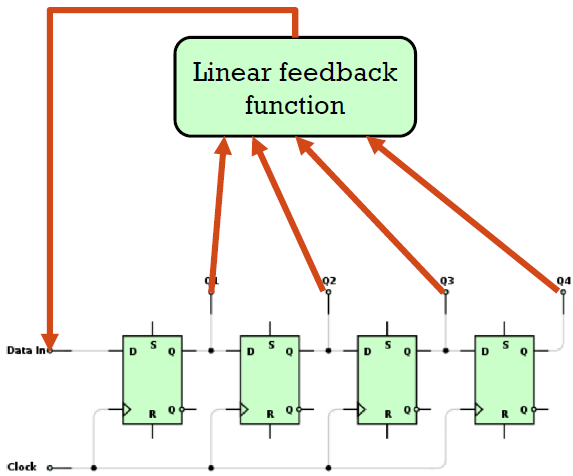 Linear feedback
function
Q1 Q2 Q3 Q4
S S S S
Data In D Q D Q D Q D Q
R Q R Q R Q R Q
Clock